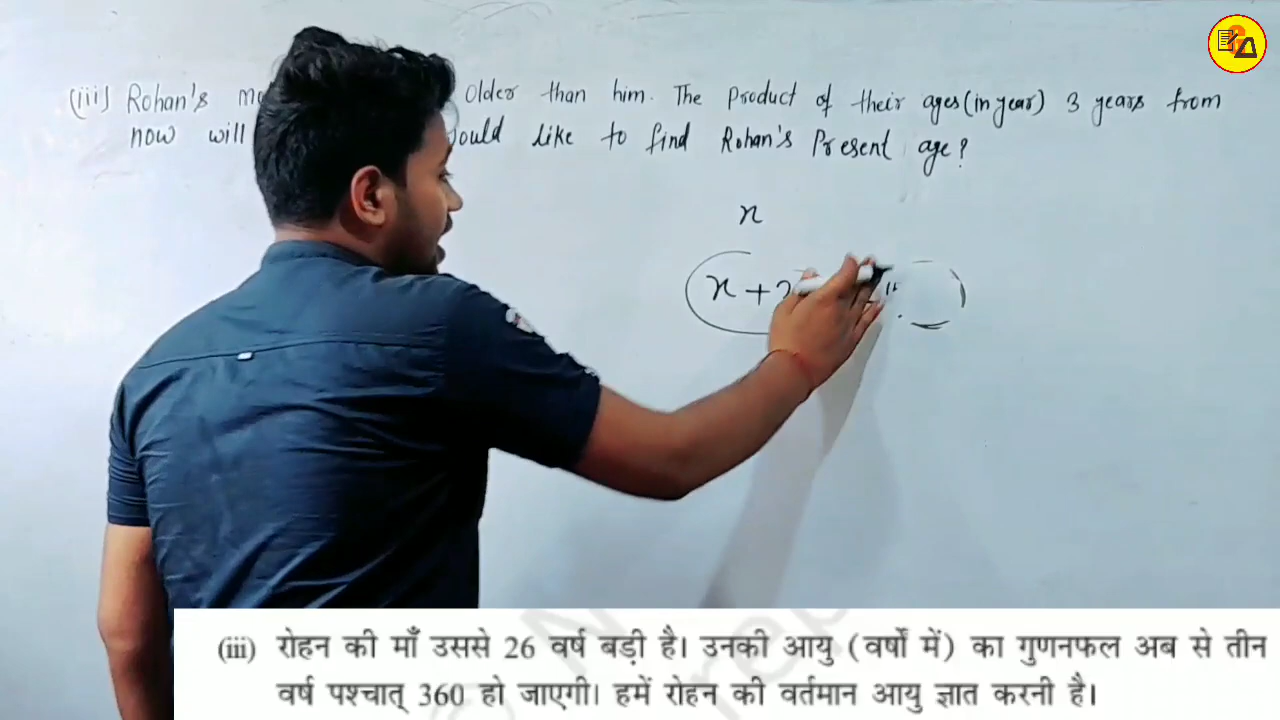 (iii) Rohan's older than him. The Product of their ages (in year) 3 years from
now will would like to find Rohan's Present age?
x
x +
(iii) रोहन की माँ उससे 26 वर्ष बड़ी है। उनकी आयु (वर्षों में) का गुणनफल अब से तीन
वर्ष पश्चात् 360 हो जाएगी। हमें रोहन की वर्तमान आयु ज्ञात करनी है।